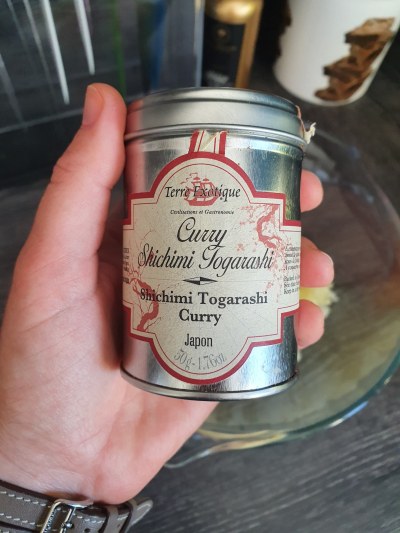 Terre Exotique
Civilisations et Gastronomie
Curry
Shichimi Togarashi
Shichimi Togarashi
Curry
Japon
50g - 1.76oz